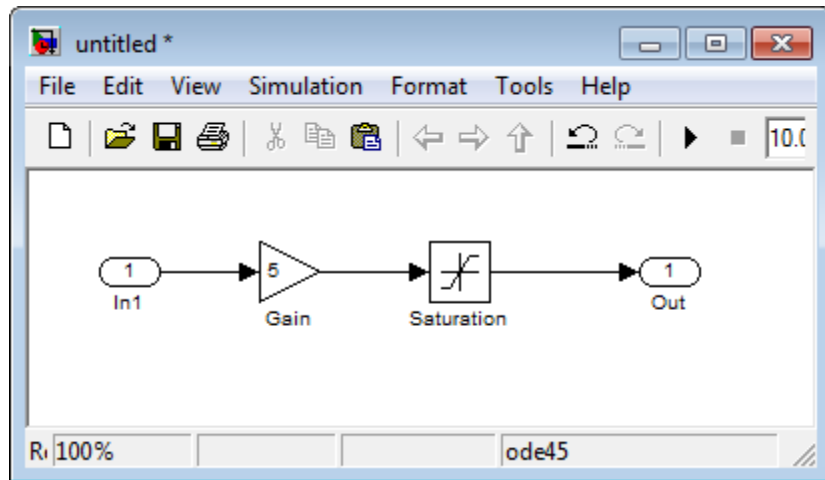 untitled *
File Edit View Simulation Format Tools Help
10.0
1 5 1
In1 Gain Saturation Out
100% ode45